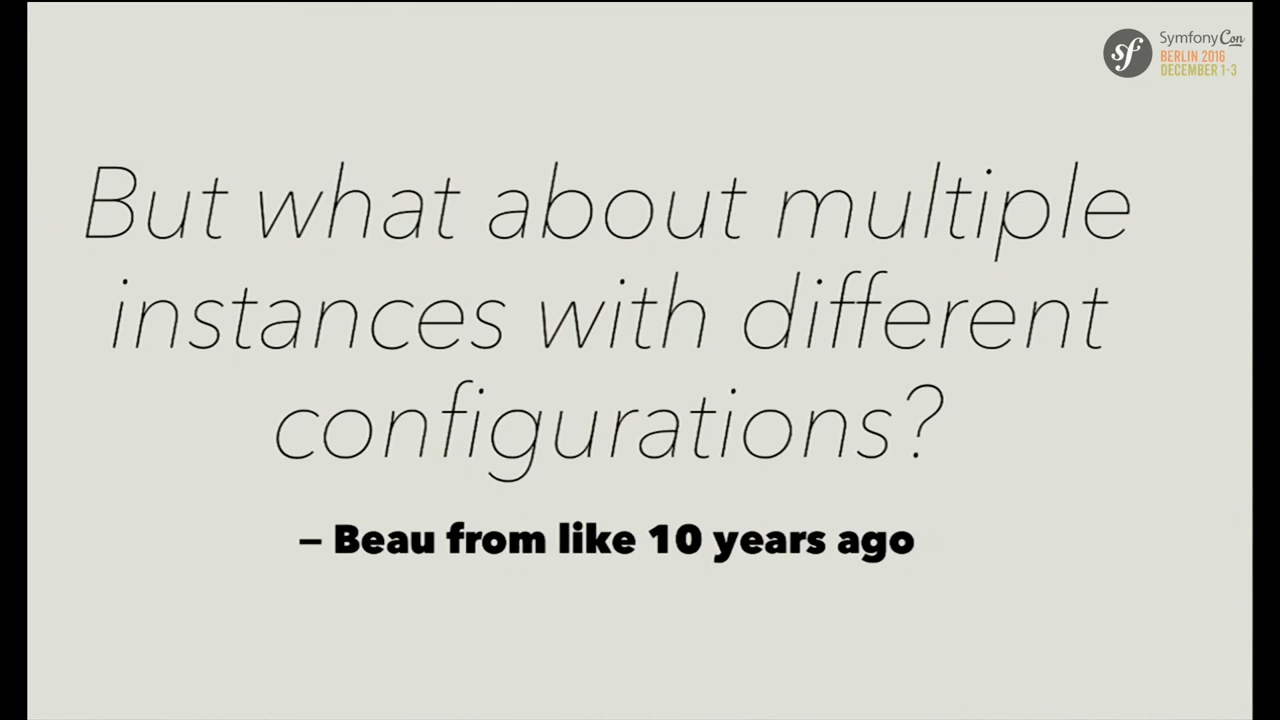 sf
SymfonyCon
BERLIN 2016
DECEMBER 1-3
But what about multiple
instances with different
configurations?
– Beau from like 10 years ago